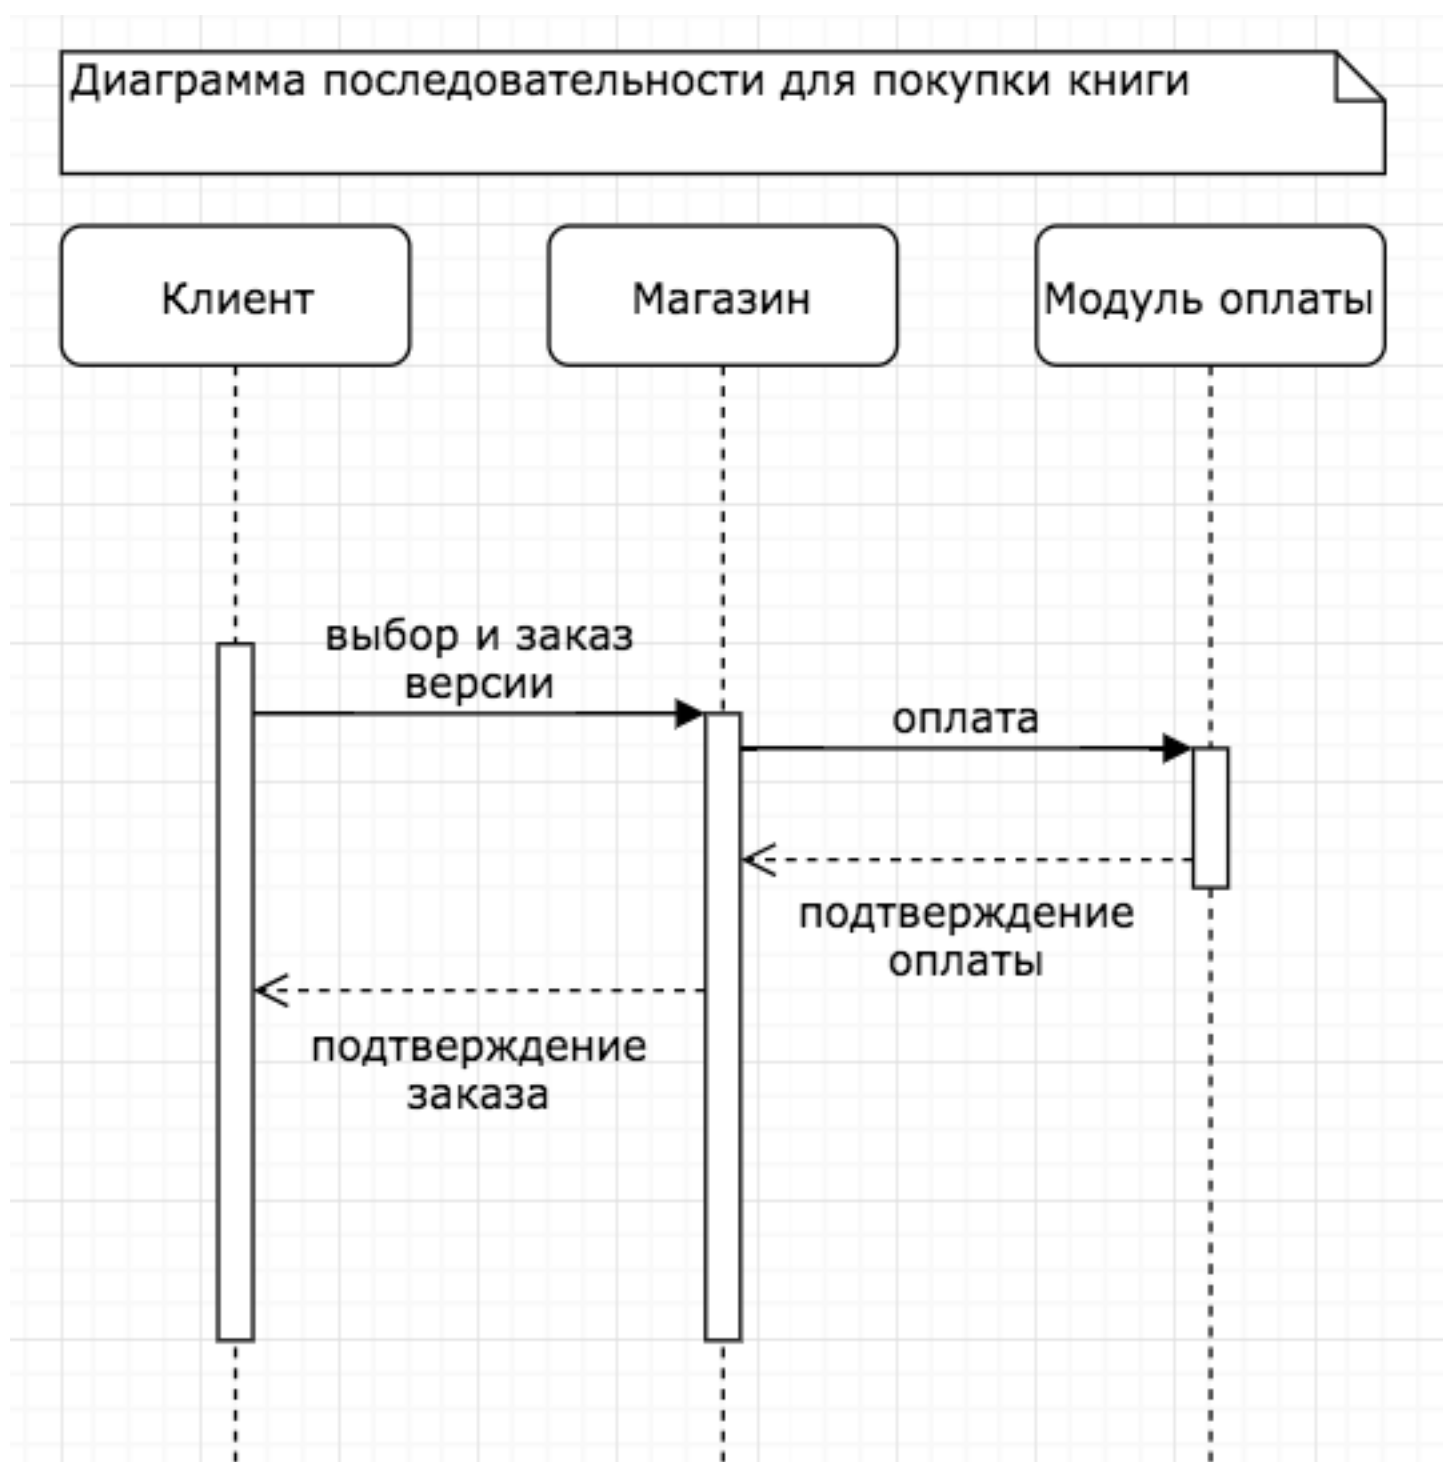 Диаграмма последовательности для покупки книги
Клиент
Магазин
Модуль оплаты
выбор и заказ
версии
оплата
подтверждение
оплаты
подтверждение
заказа